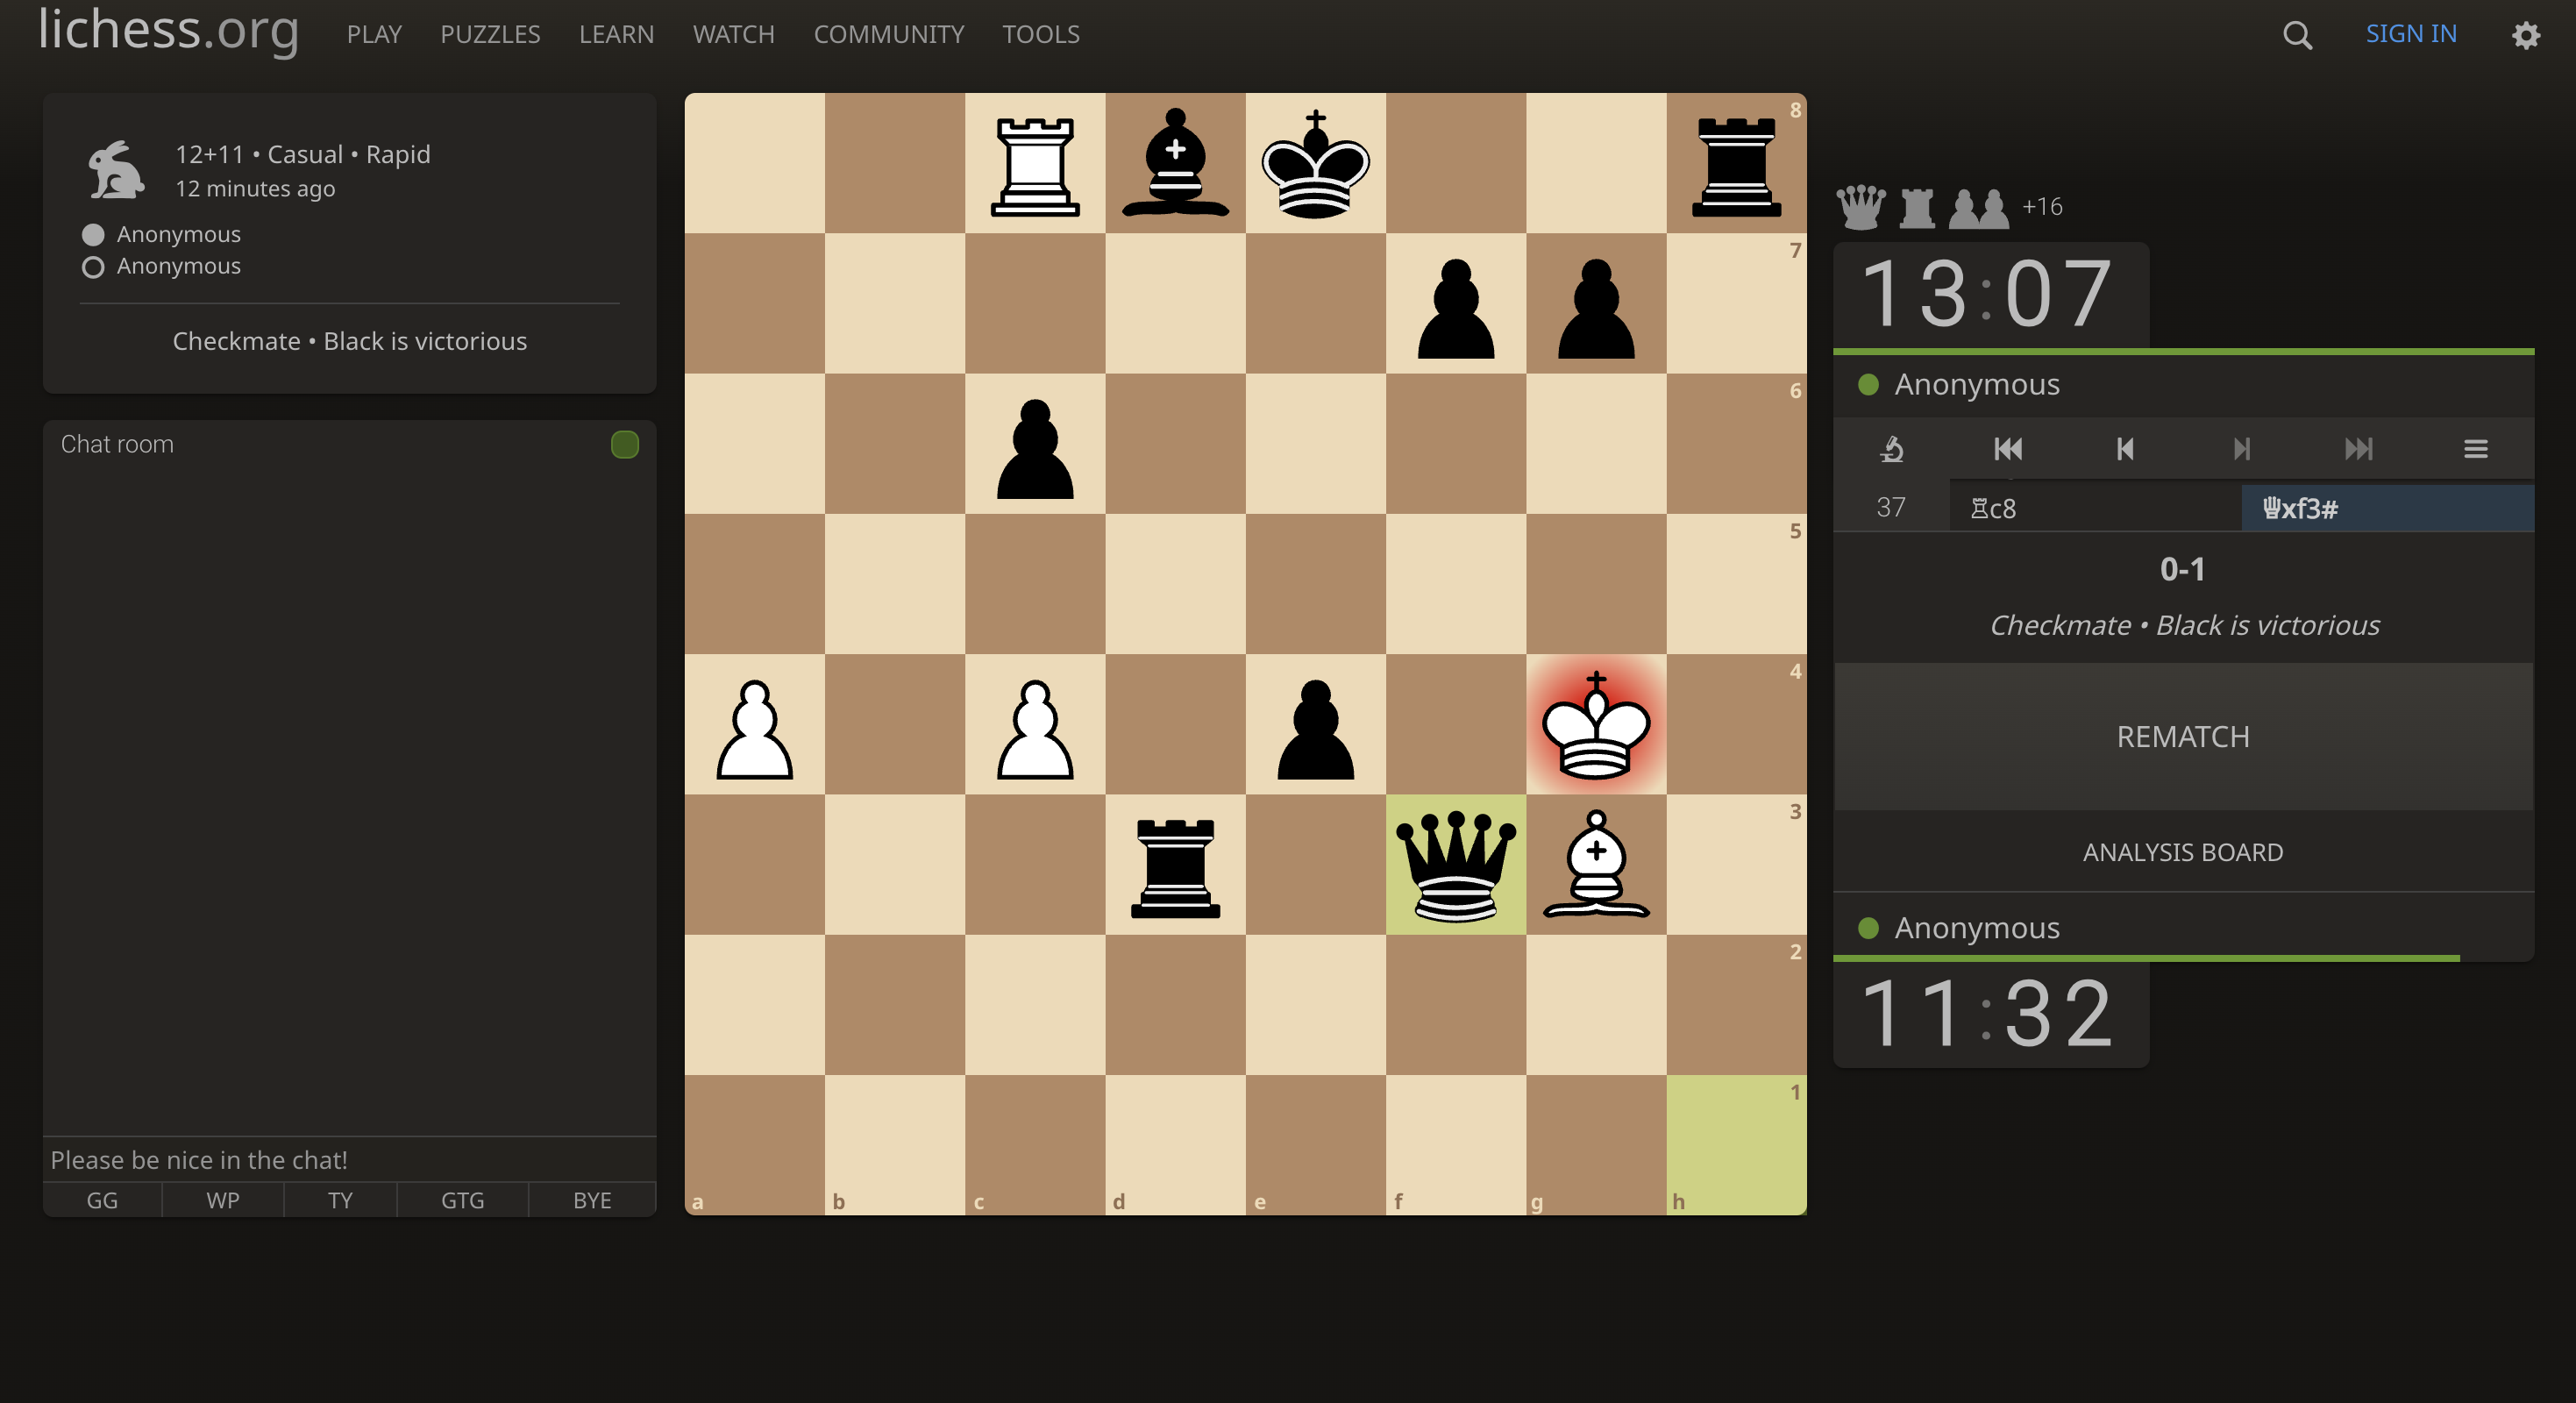 lichess.org PLAY PUZZLES LEARN WATCH COMMUNITY TOOLS SIGN IN
12+11 • Casual • Rapid
12 minutes ago
Anonymous
Anonymous
Checkmate • Black is victorious
Chat room
Please be nice in the chat!
GG WP TY GTG BYE
8
7
6
5
4
3
2
1
a b c d e f g h
+16
13:07
Anonymous
37 ♖c8 ♛xf3#
0-1
Checkmate • Black is victorious
REMATCH
ANALYSIS BOARD
Anonymous
11:32